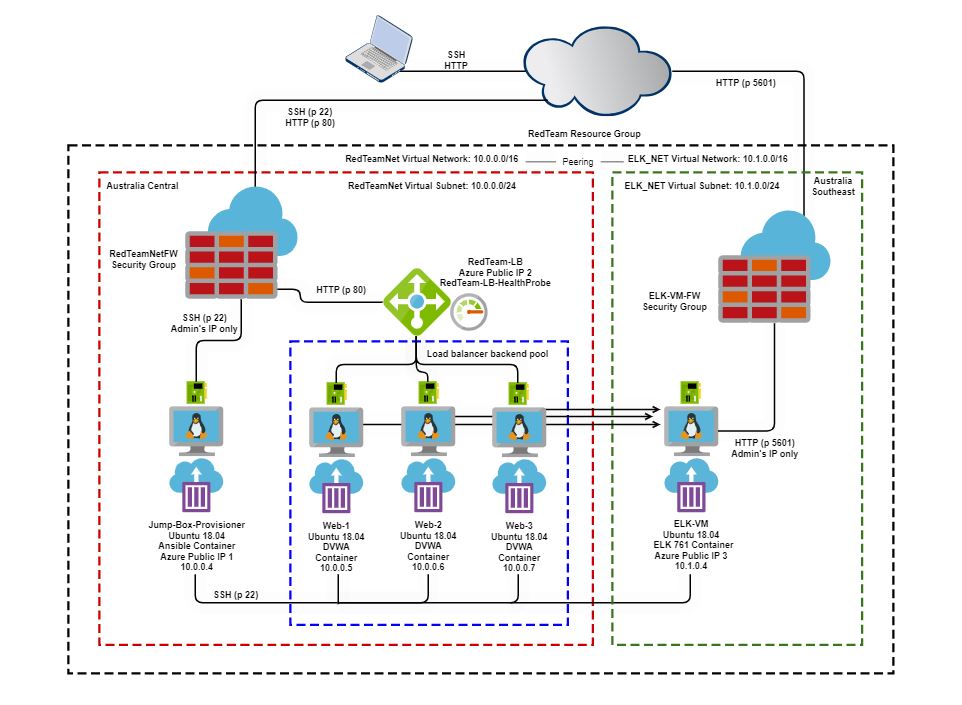 SSH
HTTP
HTTP (p 5601)
SSH (p 22)
HTTP (p 80)
RedTeam Resource Group
RedTeamNet Virtual Network: 10.0.0.0/16
Peering
ELK_NET Virtual Network: 10.1.0.0/16
Australia Central
RedTeamNet Virtual Subnet: 10.0.0.0/24
ELK_NET Virtual Subnet: 10.1.0.0/24
Australia
Southeast
RedTeamNetFW
Security Group
RedTeam-LB
Azure Public IP 2
RedTeam-LB-HealthProbe
HTTP (p 80)
ELK-VM-FW
Security Group
SSH (p 22)
Admin's IP only
Load balancer backend pool
HTTP (p 5601)
Admin's IP only
Jump-Box-Provisioner
Ubuntu 18.04
Ansible Container
Azure Public IP 1
10.0.0.4
Web-1
Ubuntu 18.04
DVWA
Container
10.0.0.5
Web-2
Ubuntu 18.04
DVWA
Container
10.0.0.6
Web-3
Ubuntu 18.04
DVWA
Container
10.0.0.7
ELK-VM
Ubuntu 18.04
ELK 761 Container
Azure Public IP 3
10.1.0.4
SSH (p 22)